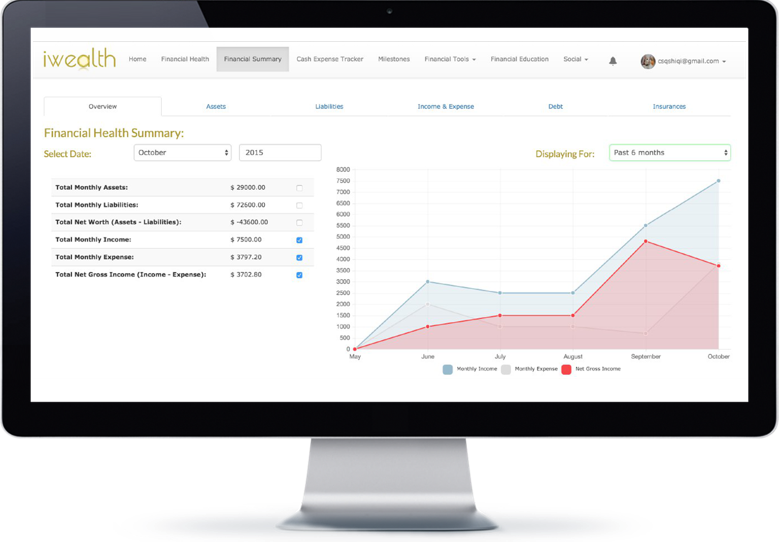 iwealth
Home Financial Health Financial Summary Cash Expense Tracker Milestones Financial Tools Financial Education Social csqshiqi@gmail.com
Overview Assets Liabilities Income & Expense Debt Insurances
Financial Health Summary:
Select Date: October 2015 Displaying For: Past 6 months
Total Monthly Assets: $ 29000.00
Total Monthly Liabilities: $ 72600.00
Total Net Worth (Assets - Liabilities): $ -43600.00
Total Monthly Income: $ 7500.00
Total Monthly Expense: $ 3797.20
Total Net Gross Income (Income - Expense): $ 3702.80
8000
7500
7000
6500
6000
5500
5000
4500
4000
3500
3000
2500
2000
1500
1000
500
0
May June July August September October
Monthly Income Monthly Expense Net Gross Income